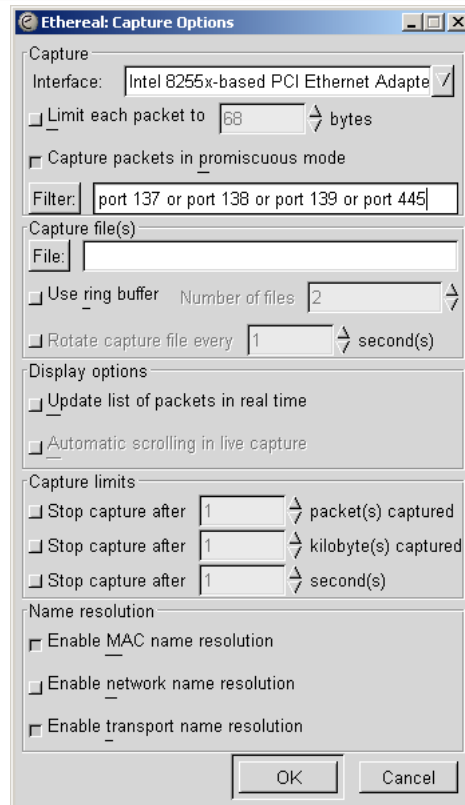 Ethereal: Capture Options
Capture
Interface: Intel 8255x-based PCI Ethernet Adapte
Limit each packet to 68 bytes
Capture packets in promiscuous mode
Filter: port 137 or port 138 or port 139 or port 445
Capture file(s)
File:
Use ring buffer Number of files 2
Rotate capture file every 1 second(s)
Display options
Update list of packets in real time
Automatic scrolling in live capture
Capture limits
Stop capture after 1 packet(s) captured
Stop capture after 1 kilobyte(s) captured
Stop capture after 1 second(s)
Name resolution
Enable MAC name resolution
Enable network name resolution
Enable transport name resolution
OK Cancel